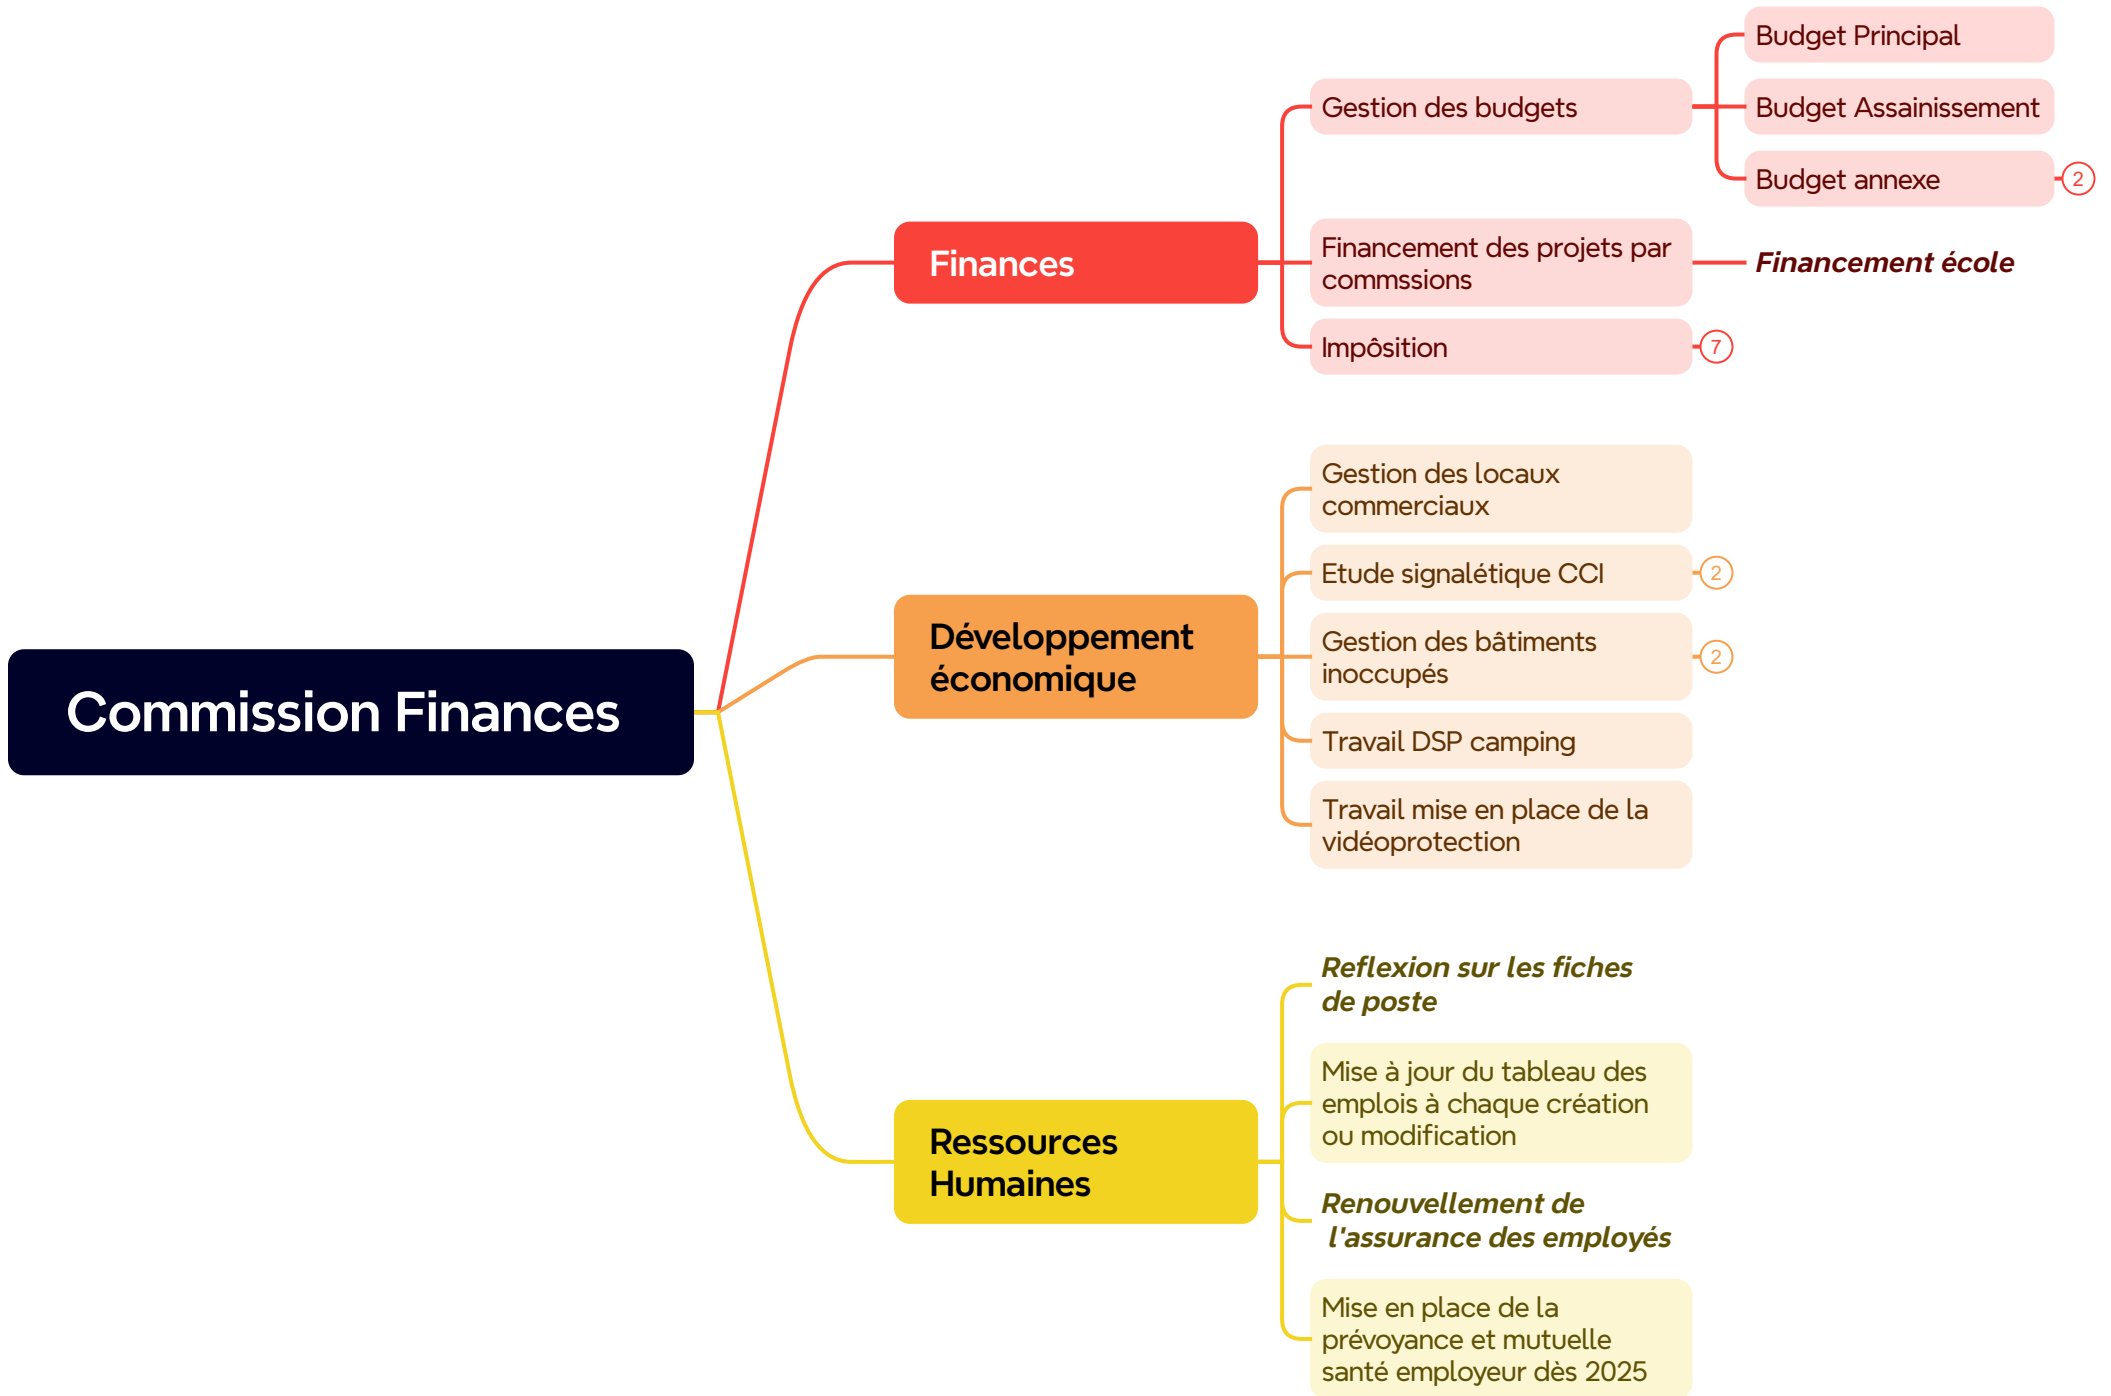 Commission Finances
Finances
Gestion des budgets
Budget Principal
Budget Assainissement
Budget annexe
2
Financement des projets par
commssions
Financement école
Impôsition
7
Développement
économique
Gestion des locaux
commerciaux
Etude signalétique CCI
2
Gestion des bâtiments
inoccupés
2
Travail DSP camping
Travail mise en place de la
vidéoprotection
Ressources
Humaines
Reflexion sur les fiches
de poste
Mise à jour du tableau des
emplois à chaque création
ou modification
Renouvellement de
l'assurance des employés
Mise en place de la
prévoyance et mutuelle
santé employeur dès 2025